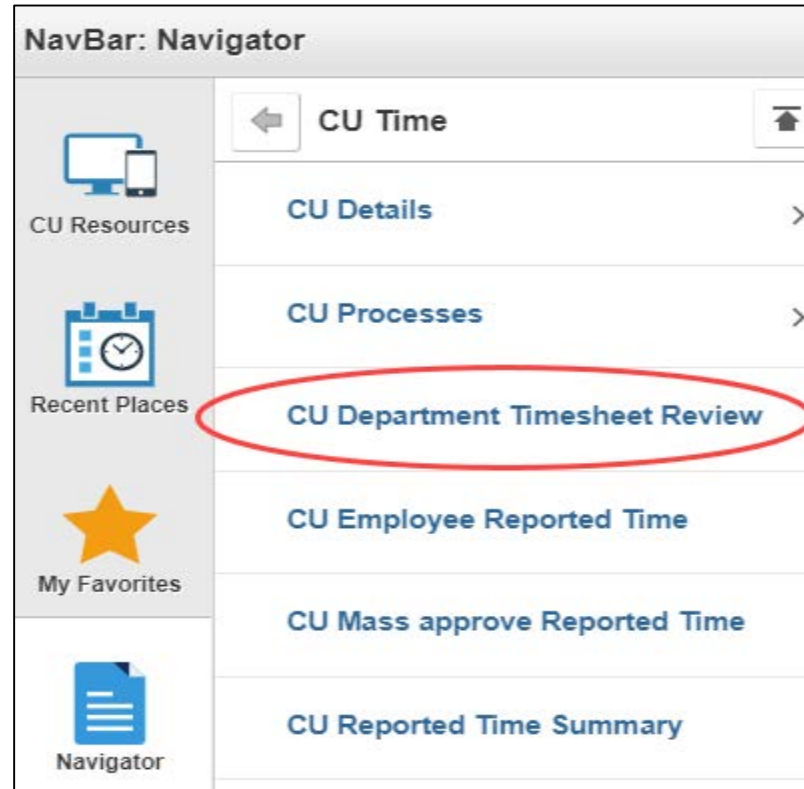 NavBar: Navigator
CU Resources
Recent Places
My Favorites
Navigator
CU Time
CU Details
CU Processes
CU Department Timesheet Review
CU Employee Reported Time
CU Mass approve Reported Time
CU Reported Time Summary